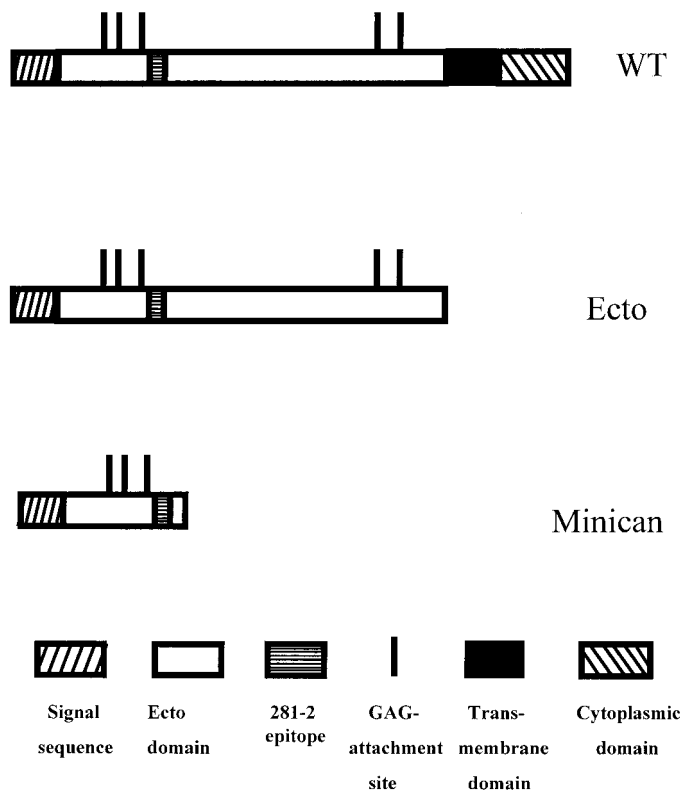 WT
Ecto
Minican
Signal
sequence
Ecto
domain
281-2
epitope
GAG-
attachment
site
Trans-
membrane
domain
Cytoplasmic
domain